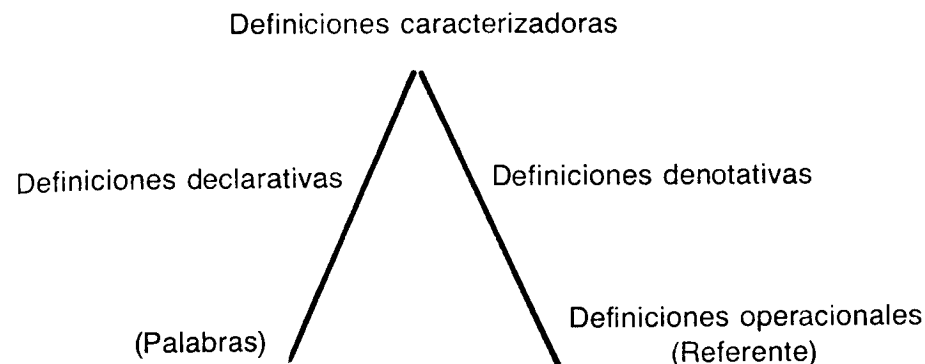 Definiciones caracterizadoras
Definiciones declarativas
Definiciones denotativas
(Palabras)
Definiciones operacionales
(Referente)